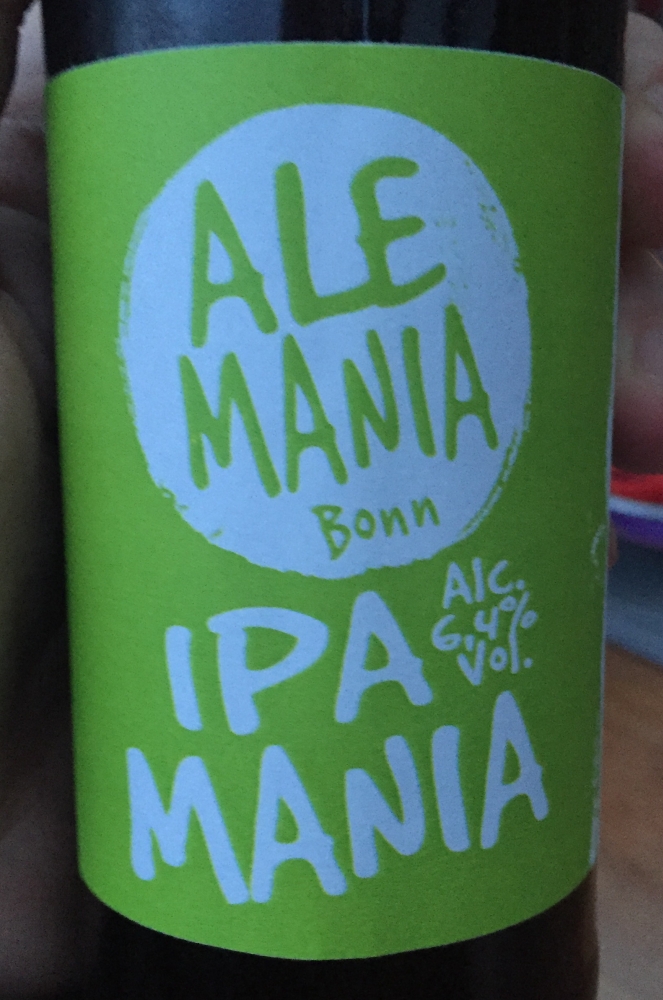 ALE
MANIA
Bonn
IPA
Alc.
6,4%
Vol.
MANIA